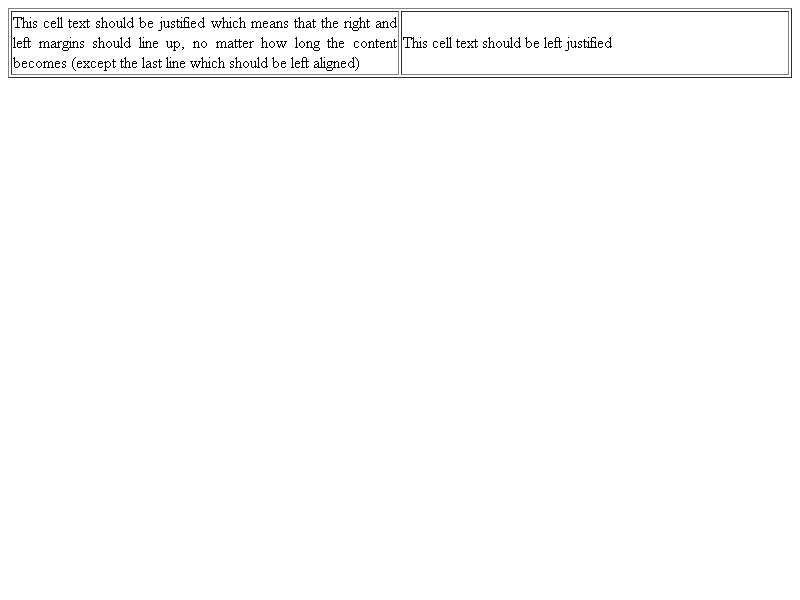 This cell text should be justified which means that the right and
left margins should line up, no matter how long the content
becomes (except the last line which should be left aligned)
This cell text should be left justified